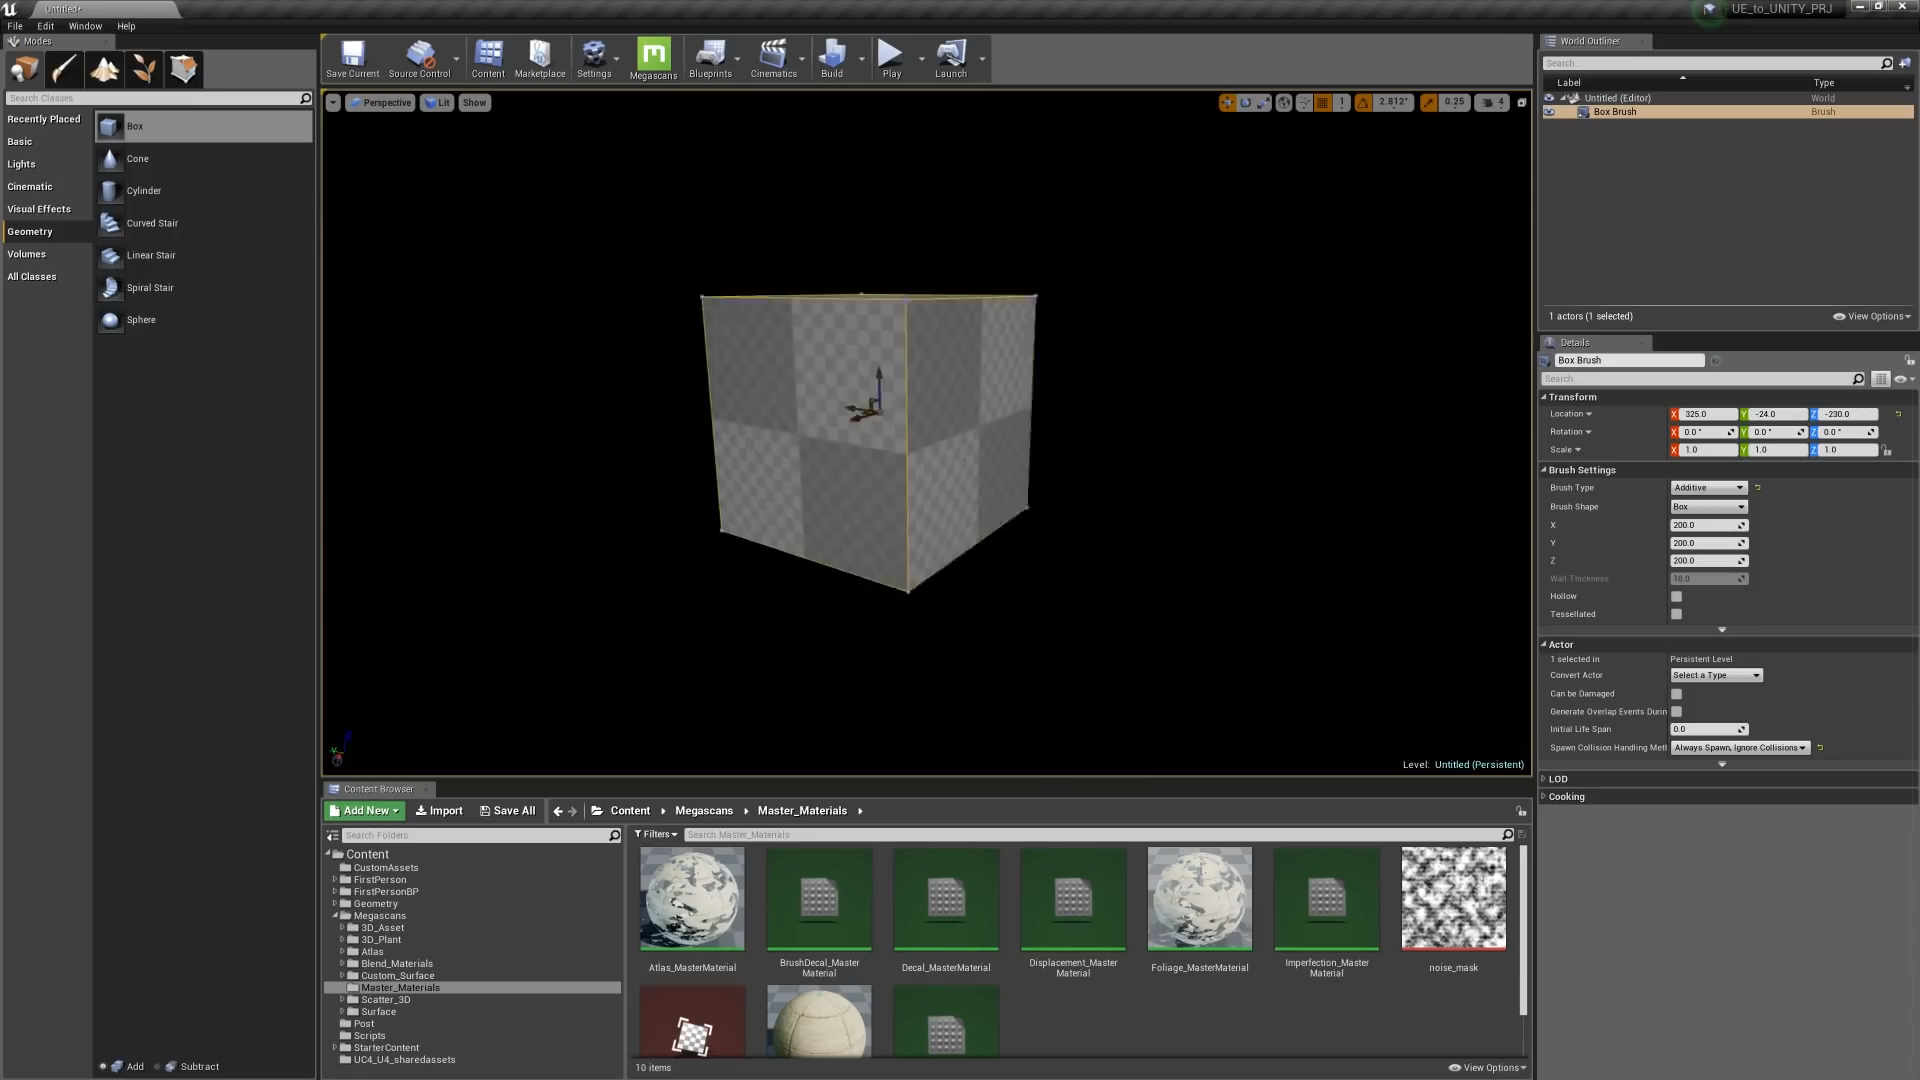 Untitled*
UE_to_UNITY_PRJ
File Edit Window Help
Modes
Search Classes
Recently Placed
Basic
Lights
Cinematic
Visual Effects
Geometry
Volumes
All Classes
Box
Cone
Cylinder
Curved Stair
Linear Stair
Spiral Stair
Sphere
Add Subtract
Save Current Source Control Content Marketplace Settings Megascans Blueprints Cinematics Build Play Launch
Perspective Lit Show
1 2.812° 0.25 4
Level: Untitled (Persistent)
World Outliner
Search...
Label Type
Untitled (Editor) World
Box Brush Brush
1 actors (1 selected) View Options
Details
Box Brush
Search
Transform
Location X 325.0 Y -24.0 Z -230.0
Rotation X 0.0 ° Y 0.0 ° Z 0.0 °
Scale X 1.0 Y 1.0 Z 1.0
Brush Settings
Brush Type Additive
Brush Shape Box
X 200.0
Y 200.0
Z 200.0
Wall Thickness 10.0
Hollow
Tessellated
Actor
1 selected in Persistent Level
Convert Actor Select a Type
Can be Damaged
Generate Overlap Events Durin
Initial Life Span 0.0
Spawn Collision Handling Meth Always Spawn, Ignore Collisions
LOD
Cooking
Content Browser
Add New Import Save All Content Megascans Master_Materials
Search Folders
Filters Search Master_Materials
Content
CustomAssets
FirstPerson
FirstPersonBP
Geometry
Megascans
3D_Asset
3D_Plant
Atlas
Blend_Materials
Custom_Surface
Master_Materials
Scatter_3D
Surface
Post
Scripts
StarterContent
UC4_U4_sharedassets
Atlas_MasterMaterial
BrushDecal_Master
Material
Decal_MasterMaterial
Displacement_Master
Material
Foliage_MasterMaterial
Imperfection_Master
Material
noise_mask
10 items View Options